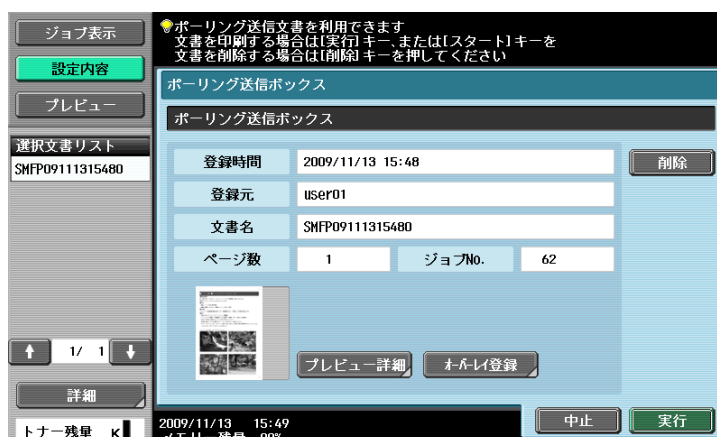 ジョブ表示
設定内容
プレビュー
選択文書リスト
SMFP09111315480
1/ 1
詳細
トナー残量 K
ポーリング送信文書を利用できます
文書を印刷する場合は[実行]キー、または[スタート]キーを
文書を削除する場合は[削除]キーを押してください
ポーリング送信ボックス
ポーリング送信ボックス
登録時間 2009/11/13 15:48
削除
登録元 user01
文書名 SMFP09111315480
ページ数 1 ジョブNo. 62
プレビュー詳細 オーバーレイ登録
2009/11/13 15:49
メモリー残量 99%
中止 実行